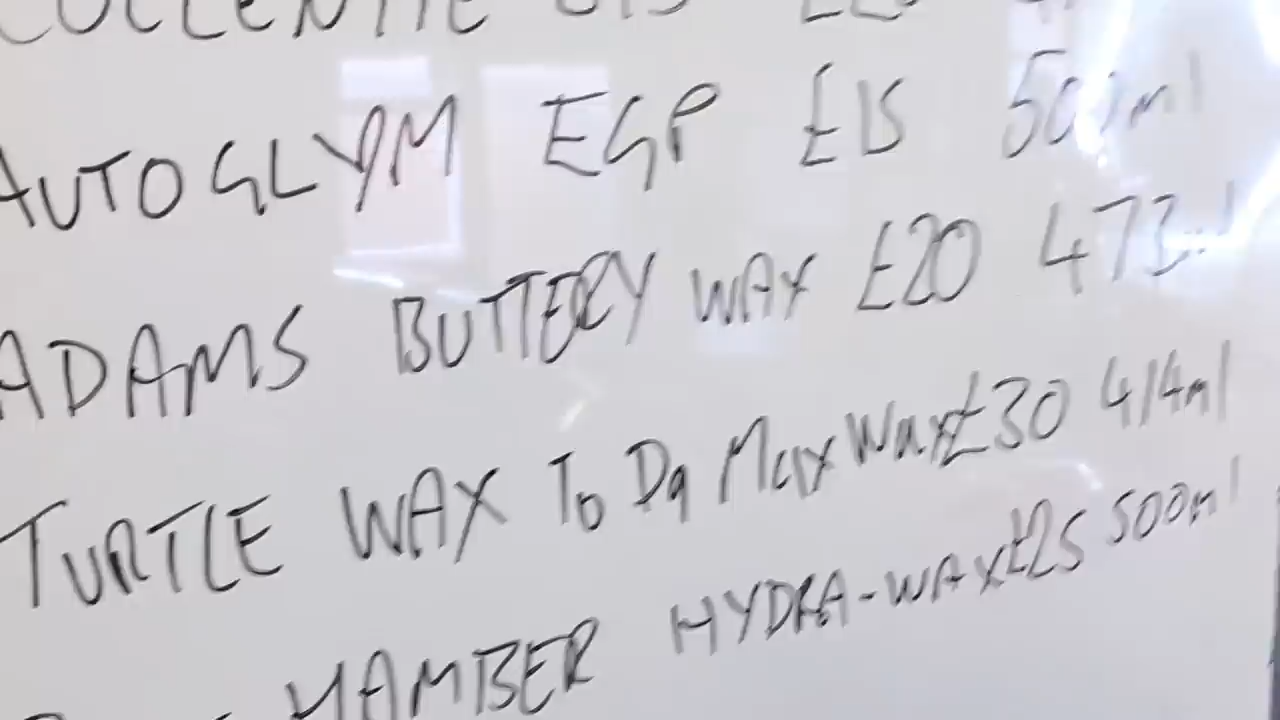 £15
AUTOGLYM EGP £15 500ml
ADAMS BUTTERY WAX £20 473ml
TURTLE WAX To Da Max Wax £30 414ml
HYDRA-WAX £25 500ml